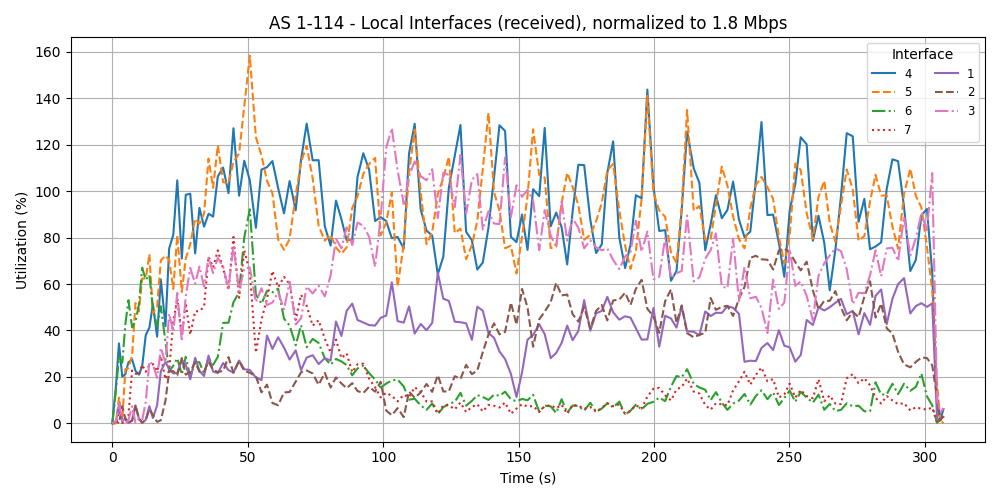 AS 1-114 - Local Interfaces (received), normalized to 1.8 Mbps
Utilization (%)
160
140
120
100
80
60
40
20
0
Interface
4 1
5 2
6 3
7
0 50 100 150 200 250 300
Time (s)